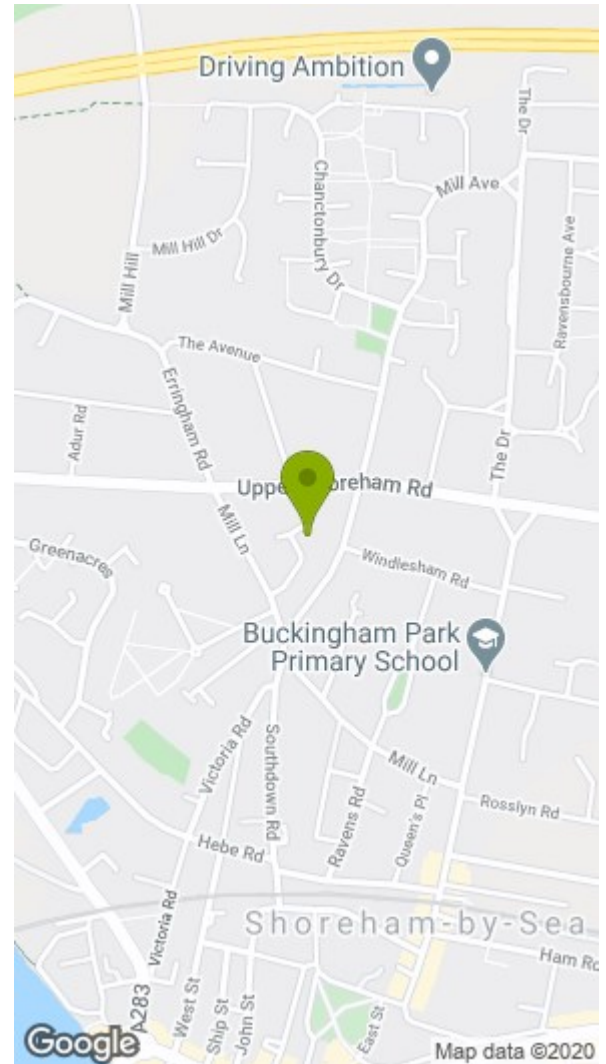 Driving Ambition
The Dr
Mill Ave
Chanctonbury Dr
Ravensbourne Ave
Mill Hill Dr
Mill Hill
The Avenue
Erringham Rd
Adur Rd
The Dr
Upper Shoreham Rd
Mill Ln
Greenacres
Windlesham Rd
Buckingham Park
Primary School
Victoria Rd
Southdown Rd
Mill Ln
Rosslyn Rd
Ravens Rd
Queen's Pl
Hebe Rd
Shoreham-by-Sea
Victoria Rd
Ham Rd
West St
Ship St
John St
East St
A283
Google
Map data ©2020